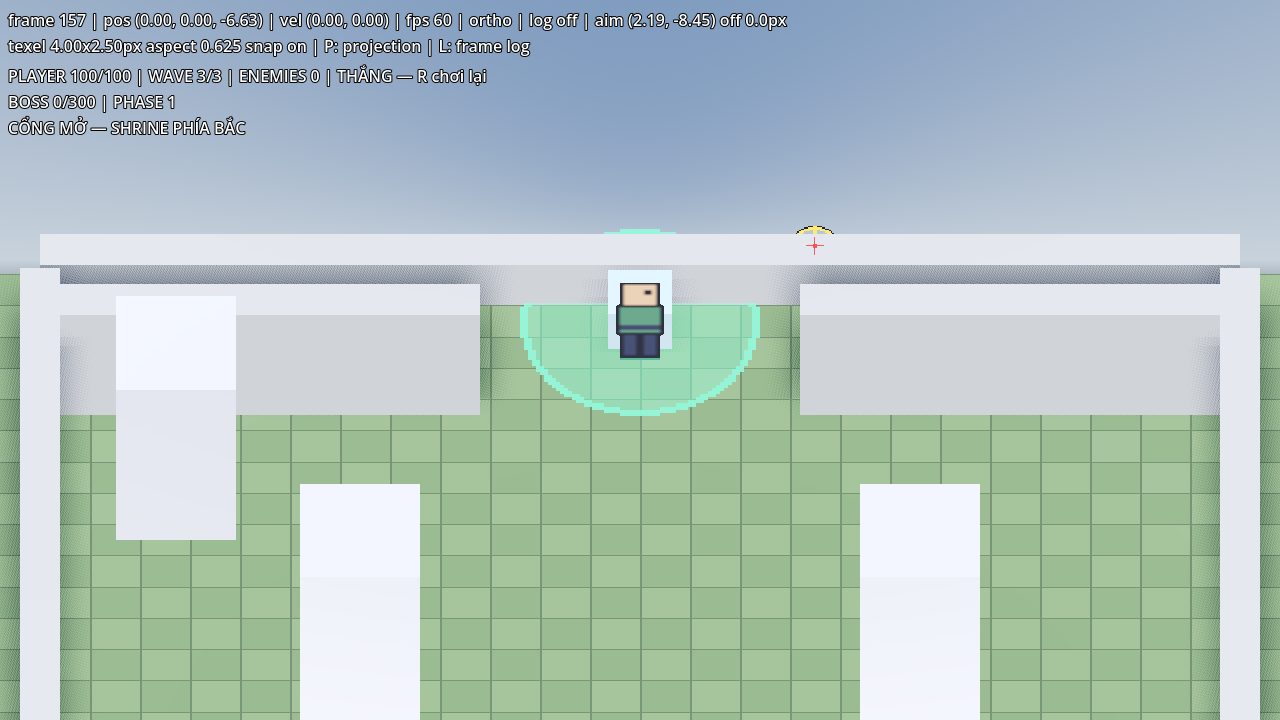 frame 157 | pos (0.00, 0.00, -6.63) | vel (0.00, 0.00) | fps 60 | ortho | log off | aim (2.19, -8.45) off 0.0px
texel 4.00x2.50px aspect 0.625 snap on | P: projection | L: frame log
PLAYER 100/100 | WAVE 3/3 | ENEMIES 0 | THẮNG — R chơi lại
BOSS 0/300 | PHASE 1
CỔNG MỞ — SHRINE PHÍA BẮC